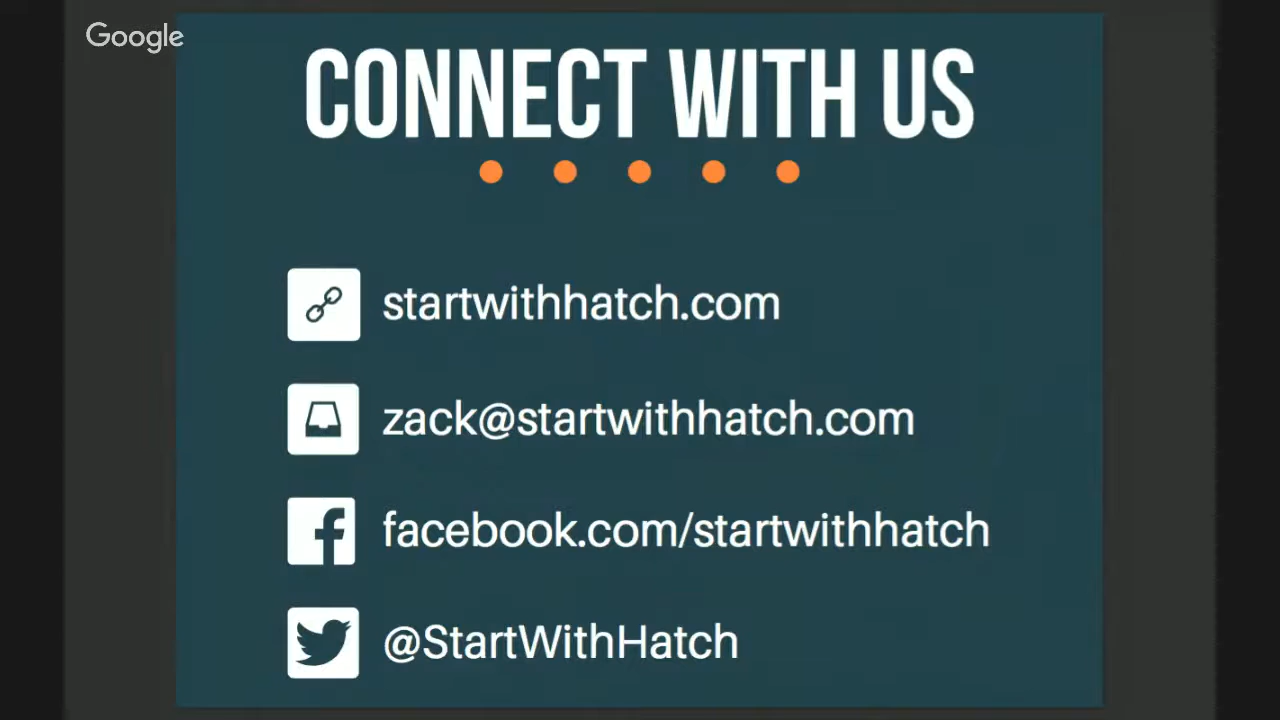 Google
CONNECT WITH US
startwithhatch.com
zack@startwithhatch.com
facebook.com/startwithhatch
@StartWithHatch